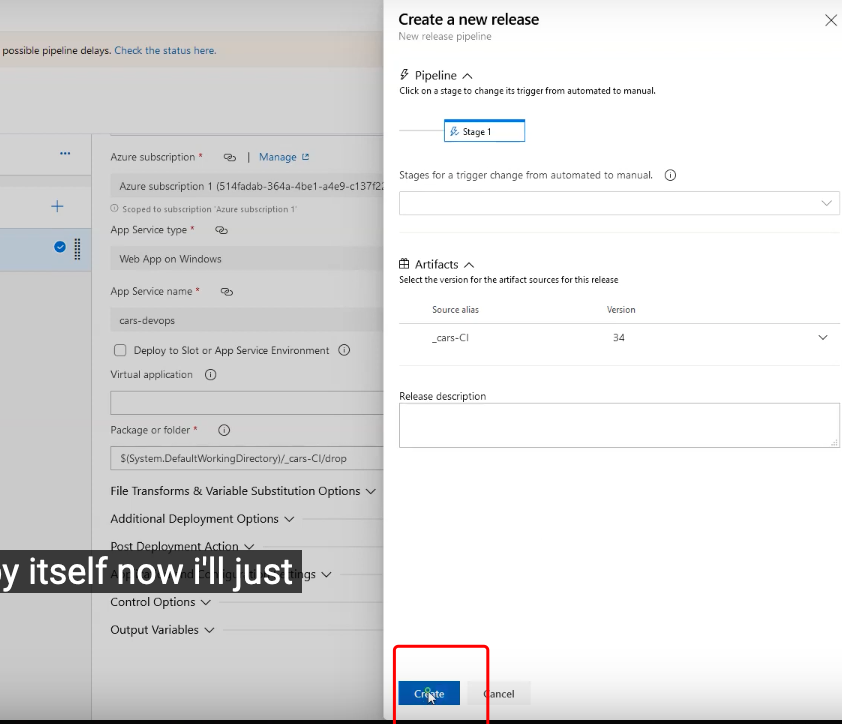 possible pipeline delays. Check the status here.
Azure subscription * | Manage
Azure subscription 1 (514fadab-364a-4be1-a4e9-c137f22
Scoped to subscription 'Azure subscription 1'
App Service type *
Web App on Windows
App Service name *
cars-devops
Deploy to Slot or App Service Environment
Virtual application
Package or folder *
$(System.DefaultWorkingDirectory)/_cars-CI/drop
File Transforms & Variable Substitution Options
Additional Deployment Options
Post Deployment Action
Control Options
Output Variables
by itself now i'll just
Create a new release
New release pipeline
Pipeline
Click on a stage to change its trigger from automated to manual.
Stage 1
Stages for a trigger change from automated to manual.
Artifacts
Select the version for the artifact sources for this release
Source alias Version
_cars-CI 34
Release description
Create Cancel